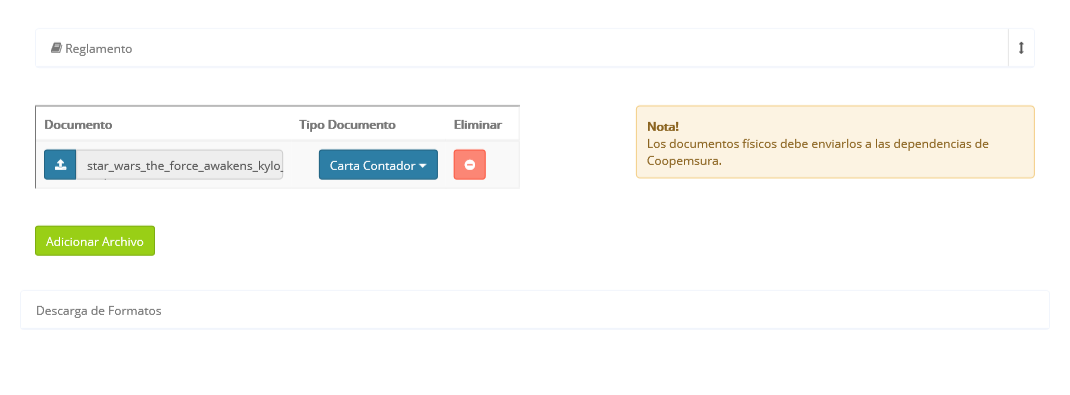 Reglamento
Documento Tipo Documento Eliminar
star_wars_the_force_awakens_kylo_ Carta Contador
Nota!
Los documentos físicos debe enviarlos a las dependencias de
Coopemsura.
Adicionar Archivo
Descarga de Formatos